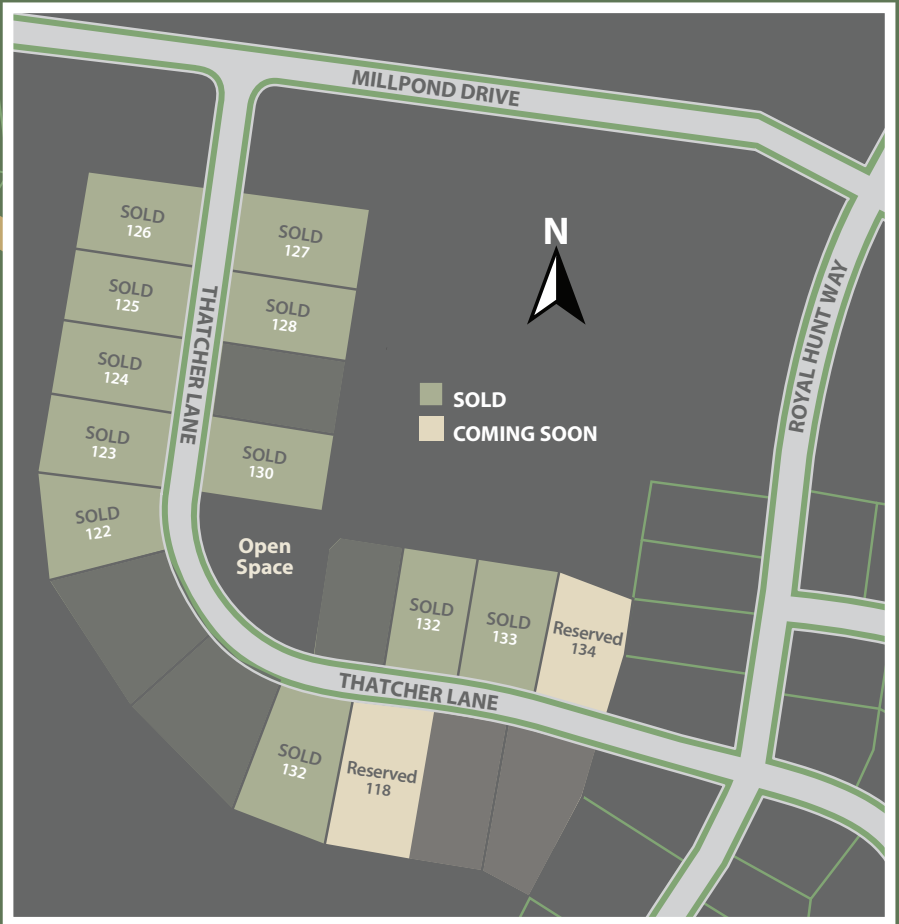 MILLPOND DRIVE
SOLD
126
SOLD
127
N
SOLD
125
SOLD
128
THATCHER LANE
ROYAL HUNT WAY
SOLD
124
SOLD
COMING SOON
SOLD
123
SOLD
130
SOLD
122
Open
Space
SOLD
132
SOLD
133
Reserved
134
THATCHER LANE
SOLD
132
Reserved
118